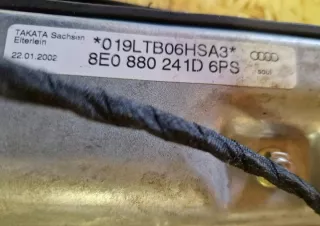 TAKATA Sachsen
Elterlein
22.01.2002
*019LTB06HSA3*
8E0 880 241D 6PS